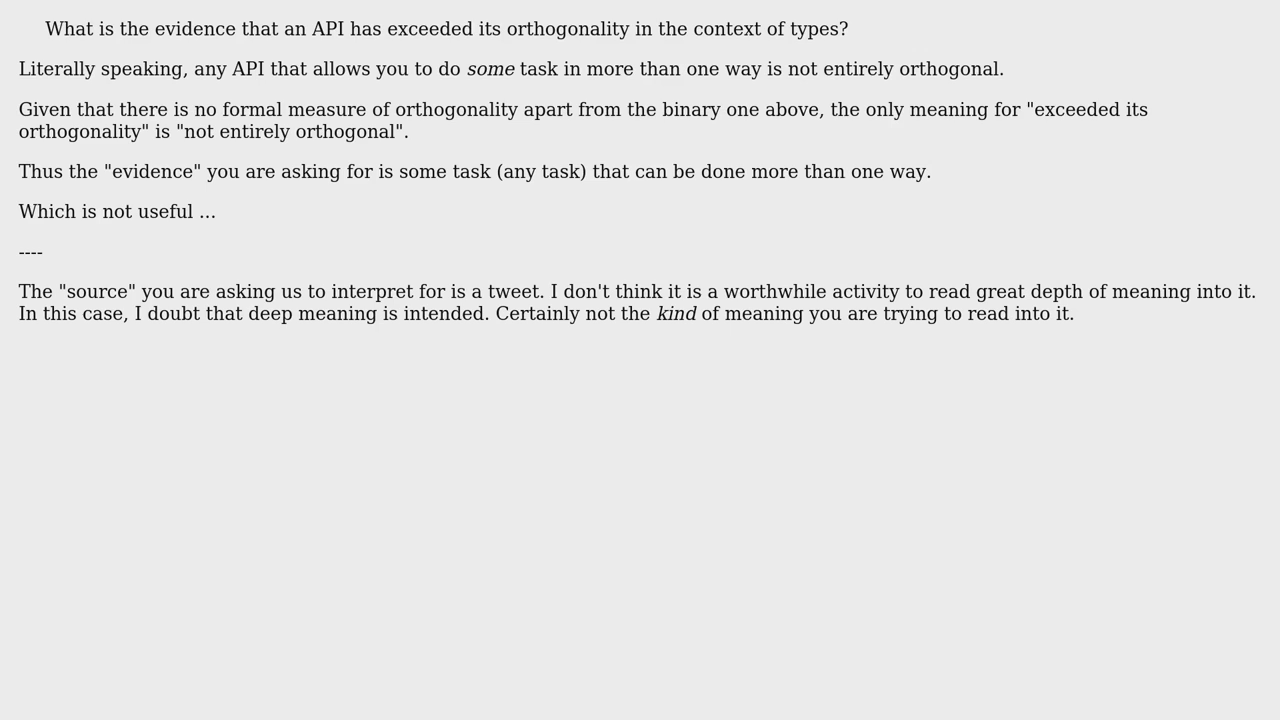 What is the evidence that an API has exceeded its orthogonality in the context of types?
Literally speaking, any API that allows you to do some task in more than one way is not entirely orthogonal.
Given that there is no formal measure of orthogonality apart from the binary one above, the only meaning for "exceeded its
orthogonality" is "not entirely orthogonal".
Thus the "evidence" you are asking for is some task (any task) that can be done more than one way.
Which is not useful ...
----
The "source" you are asking us to interpret for is a tweet. I don't think it is a worthwhile activity to read great depth of meaning into it.
In this case, I doubt that deep meaning is intended. Certainly not the kind of meaning you are trying to read into it.